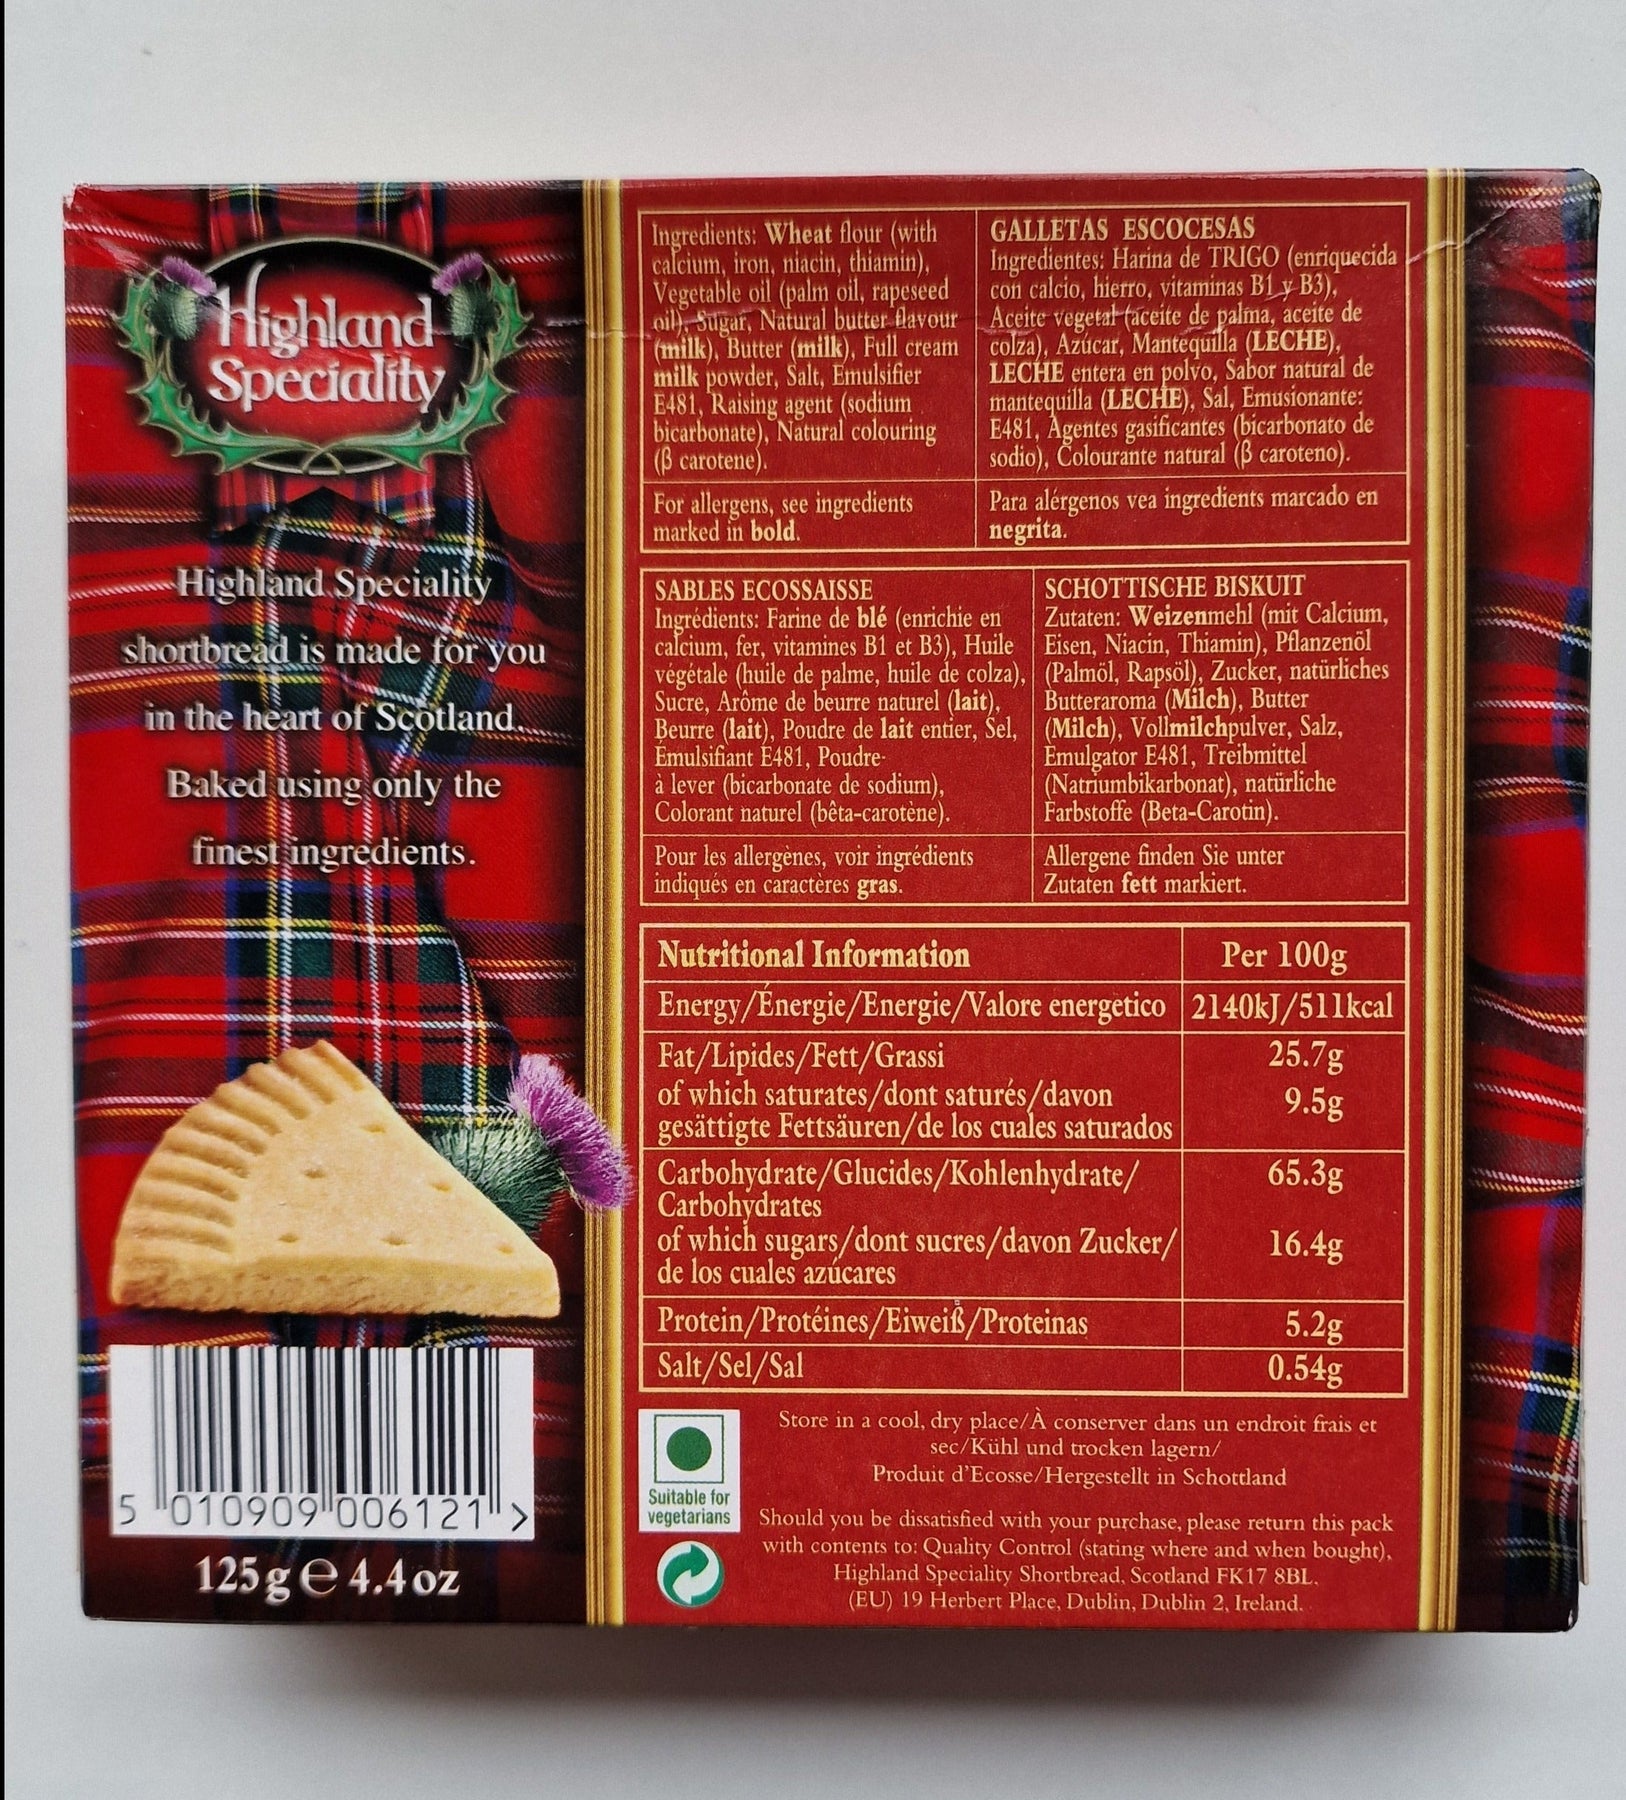 Highland
Speciality
Highland Speciality
shortbread is made for you
in the heart of Scotland.
Baked using only the
finest ingredients.
5 010909 006121 >
125g e 4.4oz
Ingredients: Wheat flour (with
calcium, iron, niacin, thiamin),
Vegetable oil (palm oil, rapeseed
oil), Sugar, Natural butter flavour
(milk), Butter (milk), Full cream
milk powder, Salt, Emulsifier
E481, Raising agent (sodium
bicarbonate), Natural colouring
(β carotene).
For allergens, see ingredients
marked in bold.
GALLETAS ESCOCESAS
Ingredientes: Harina de TRIGO (enriquecida
con calcio, hierro, vitaminas B1 y B3),
Aceite vegetal (aceite de palma, aceite de
colza), Azúcar, Mantequilla (LECHE),
LECHE entera en polvo, Sabor natural de
mantequilla (LECHE), Sal, Emusionante:
E481, Agentes gasificantes (bicarbonato de
sodio), Colourante natural (β caroteno).
Para alérgenos vea ingredients marcado en
negrita.
SABLES ECOSSAISSE
Ingrédients: Farine de blé (enrichie en
calcium, fer, vitamines B1 et B3), Huile
végétale (huile de palme, huile de colza),
Sucre, Arôme de beurre naturel (lait),
Beurre (lait), Poudre de lait entier, Sel,
Émulsifiant E481, Poudre-
à lever (bicarbonate de sodium),
Colorant naturel (bêta-carotène).
Pour les allergènes, voir ingrédients
indiqués en caractères gras.
SCHOTTISCHE BISKUIT
Zutaten: Weizenmehl (mit Calcium,
Eisen, Niacin, Thiamin), Pflanzenöl
(Palmöl, Rapsöl), Zucker, natürliches
Butteraroma (Milch), Butter
(Milch), Vollmilchpulver, Salz,
Emulgator E481, Treibmittel
(Natriumbikarbonat), natürliche
Farbstoffe (Beta-Carotin).
Allergene finden Sie unter
Zutaten fett markiert.
Nutritional Information Per 100g
Energy/Énergie/Energie/Valore energetico 2140kJ/511kcal
Fat/Lipides/Fett/Grassi 25.7g
of which saturates/dont saturés/davon 9.5g
gesättigte Fettsäuren/de los cuales saturados
Carbohydrate/Glucides/Kohlenhydrate/ 65.3g
Carbohydrates
of which sugars/dont sucres/davon Zucker/ 16.4g
de los cuales azúcares
Protein/Protéines/Eiweiß/Proteinas 5.2g
Salt/Sel/Sal 0.54g
Suitable for
vegetarians
Store in a cool, dry place/À conserver dans un endroit frais et
sec/Kühl und trocken lagern/
Produit d'Ecosse/Hergestellt in Schottland
Should you be dissatisfied with your purchase, please return this pack
with contents to: Quality Control (stating where and when bought),
Highland Speciality Shortbread, Scotland FK17 8BL.
(EU) 19 Herbert Place, Dublin, Dublin 2, Ireland.